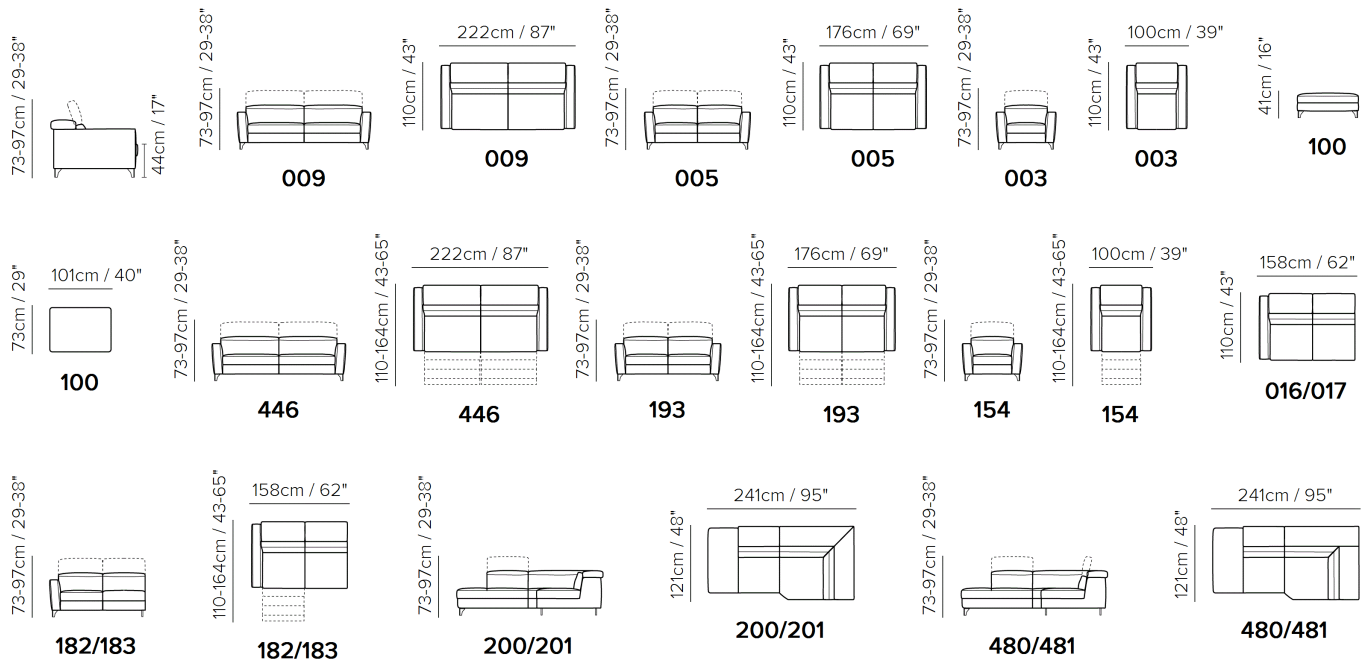 73-97cm / 29-38"
44cm / 17"
73-97cm / 29-38"
009
222cm / 87"
110cm / 43"
009
73-97cm / 29-38"
005
176cm / 69"
110cm / 43"
005
73-97cm / 29-38"
003
100cm / 39"
110cm / 43"
003
41cm / 16"
100
101cm / 40"
73cm / 29"
100
73-97cm / 29-38"
446
222cm / 87"
110-164cm / 43-65"
446
73-97cm / 29-38"
193
176cm / 69"
110-164cm / 43-65"
193
73-97cm / 29-38"
154
100cm / 39"
110-164cm / 43-65"
154
158cm / 62"
110cm / 43"
016/017
73-97cm / 29-38"
182/183
158cm / 62"
110-164cm / 43-65"
182/183
73-97cm / 29-38"
200/201
241cm / 95"
121cm / 48"
200/201
73-97cm / 29-38"
480/481
241cm / 95"
121cm / 48"
480/481